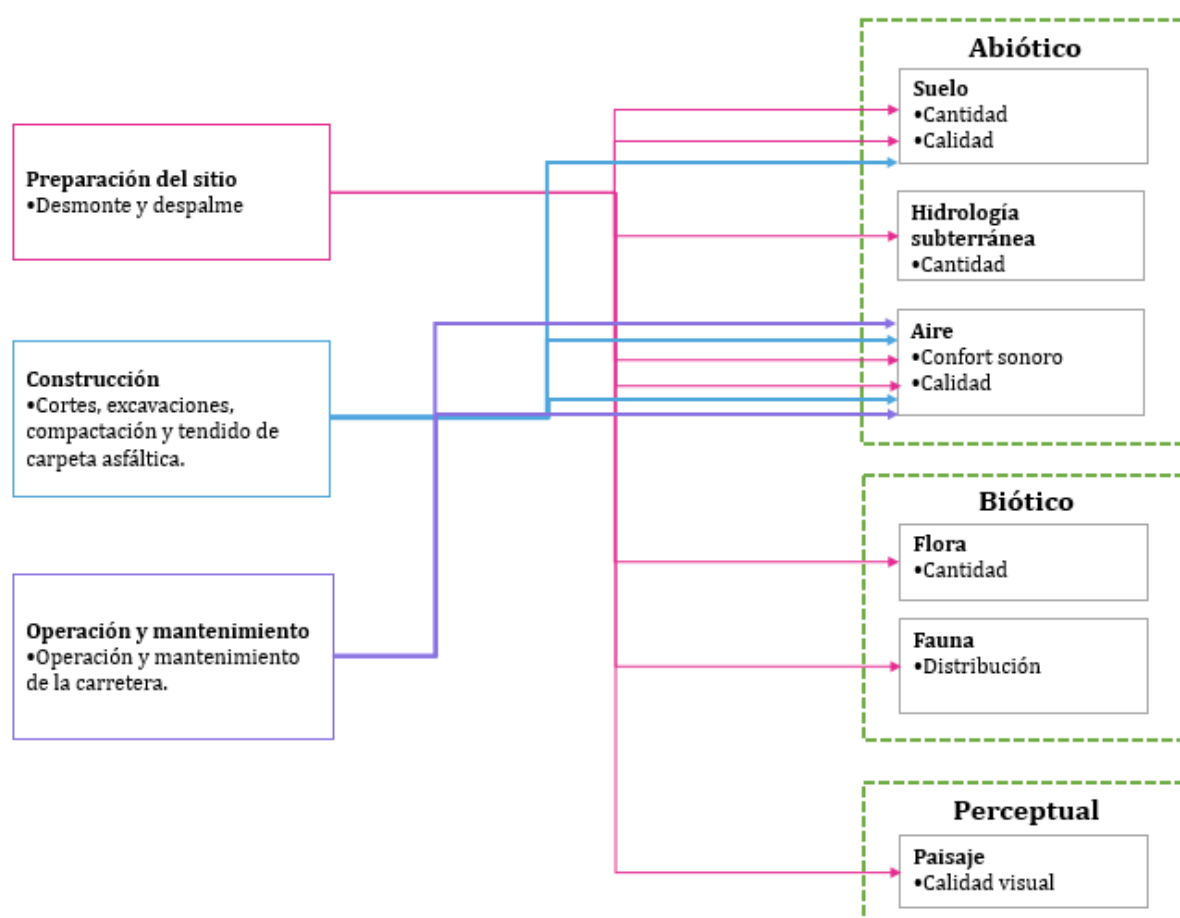 Preparación del sitio
•Desmonte y despalme
Construcción
•Cortes, excavaciones,
compactación y tendido de
carpeta asfáltica.
Operación y mantenimiento
•Operación y mantenimiento
de la carretera.
Abiótico
Suelo
•Cantidad
•Calidad
Hidrología
subterránea
•Cantidad
Aire
•Confort sonoro
•Calidad
Biótico
Flora
•Cantidad
Fauna
•Distribución
Perceptual
Paisaje
•Calidad visual